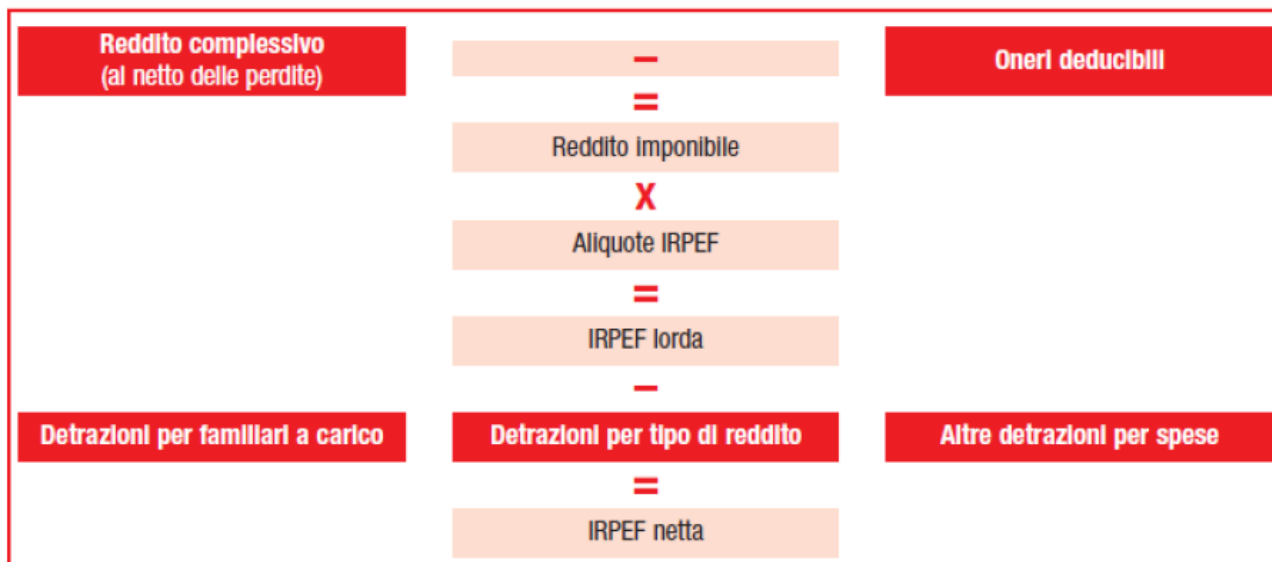 Reddito complessivo
(al netto delle perdite)
–
Oneri deducibili
=
Reddito imponibile
X
Aliquote IRPEF
=
IRPEF lorda
–
Detrazioni per familiari a carico
Detrazioni per tipo di reddito
Altre detrazioni per spese
=
IRPEF netta